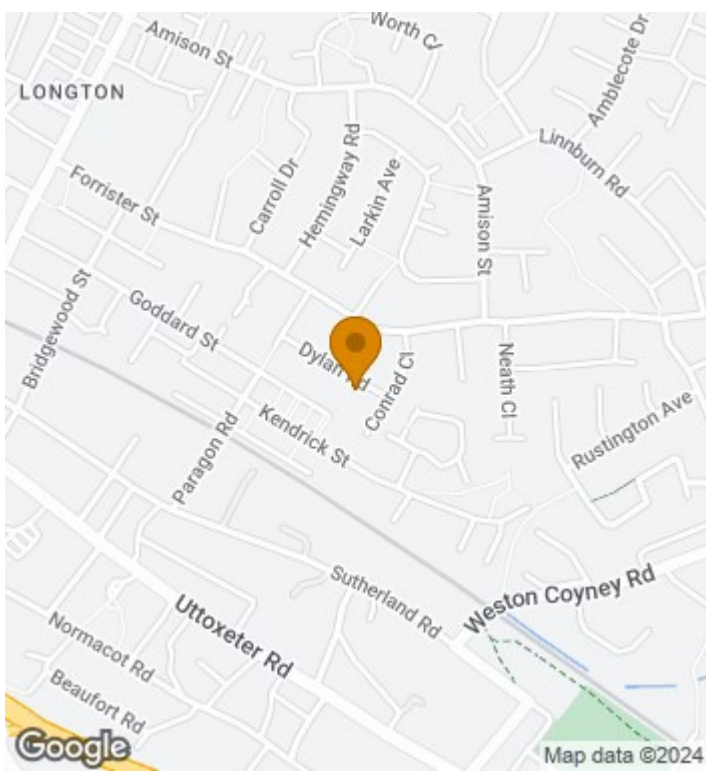 Worth Cl
Amison St
Amblecote Dr
LONGTON
Linnburn Rd
Hemingway Rd
Carroll Dr
Larkin Ave
Forrister St
Amison St
Bridgewood St
Goddard St
Dylan Rd
Conrad Cl
Neath Cl
Kendrick St
Rustington Ave
Paragon Rd
Sutherland Rd
Weston Coyney Rd
Uttoxeter Rd
Normacot Rd
Beaufort Rd
Google
Map data ©2024